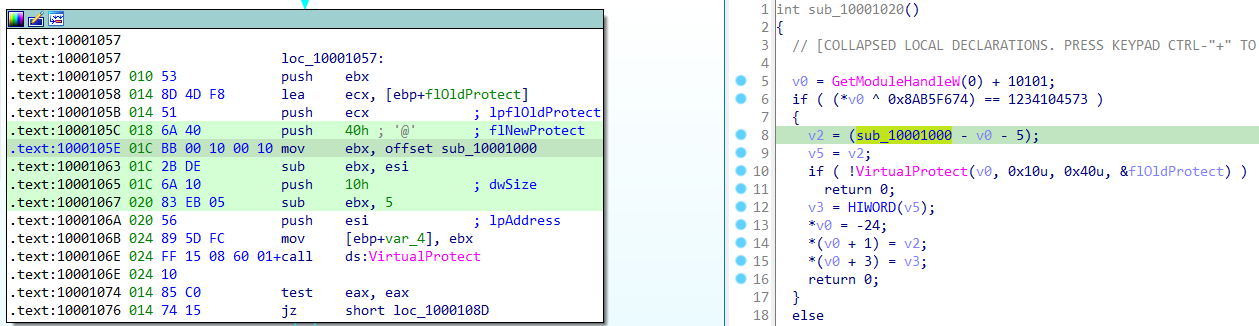 .text:10001057
.text:10001057 loc_10001057:
.text:10001057 010 53 push ebx
.text:10001058 014 8D 4D F8 lea ecx, [ebp+flOldProtect]
.text:1000105B 014 51 push ecx ; lpflOldProtect
.text:1000105C 018 6A 40 push 40h ; '@' ; flNewProtect
.text:1000105E 01C BB 00 10 00 10 mov ebx, offset sub_10001000
.text:10001063 01C 2B DE sub ebx, esi
.text:10001065 01C 6A 10 push 10h ; dwSize
.text:10001067 020 83 EB 05 sub ebx, 5
.text:1000106A 020 56 push esi ; lpAddress
.text:1000106B 024 89 5D FC mov [ebp+var_4], ebx
.text:1000106E 024 FF 15 08 60 01+call ds:VirtualProtect
.text:1000106E 024 10
.text:10001074 014 85 C0 test eax, eax
.text:10001076 014 74 15 jz short loc_1000108D
1 int sub_10001020()
2 {
3 // [COLLAPSED LOCAL DECLARATIONS. PRESS KEYPAD CTRL-"+" TO
4
5 v0 = GetModuleHandleW(0) + 10101;
6 if ( (*v0 ^ 0x8AB5F674) == 1234104573 )
7 {
8 v2 = (sub_10001000 - v0 - 5);
9 v5 = v2;
10 if ( !VirtualProtect(v0, 0x10u, 0x40u, &flOldProtect) )
11 return 0;
12 v3 = HIWORD(v5);
13 *v0 = -24;
14 *(v0 + 1) = v2;
15 *(v0 + 3) = v3;
16 return 0;
17 }
18 else